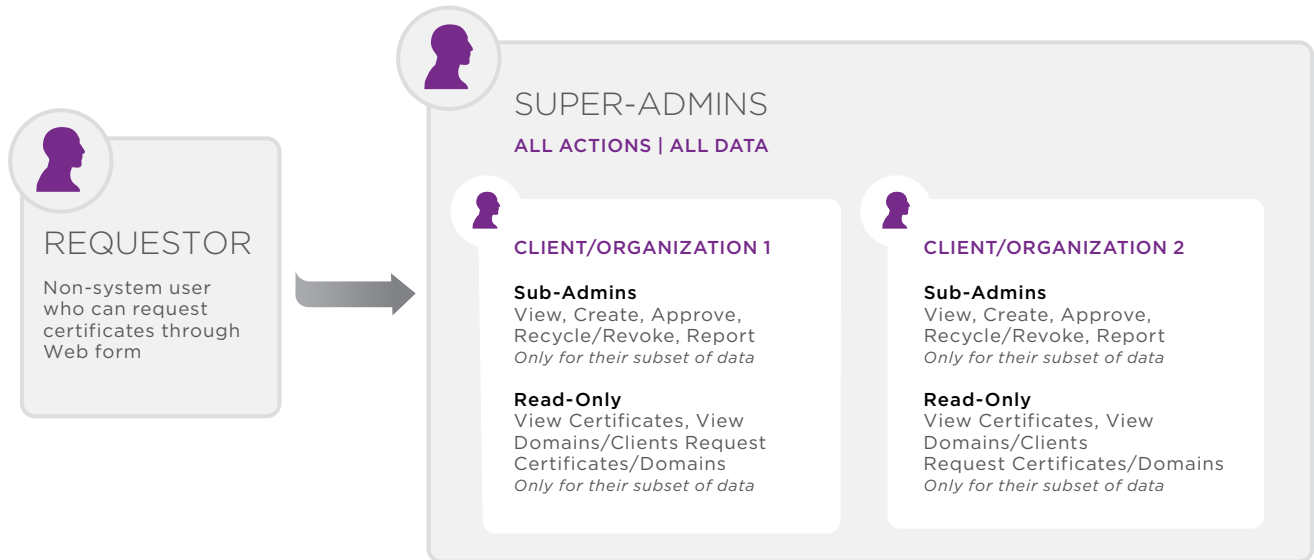 SUPER-ADMINS
ALL ACTIONS | ALL DATA
REQUESTOR
Non-system user
who can request
certificates through
Web form
CLIENT/ORGANIZATION 1
Sub-Admins
View, Create, Approve,
Recycle/Revoke, Report
Only for their subset of data
Read-Only
View Certificates, View
Domains/Clients Request
Certificates/Domains
Only for their subset of data
CLIENT/ORGANIZATION 2
Sub-Admins
View, Create, Approve,
Recycle/Revoke, Report
Only for their subset of data
Read-Only
View Certificates, View
Domains/Clients
Request Certificates/Domains
Only for their subset of data